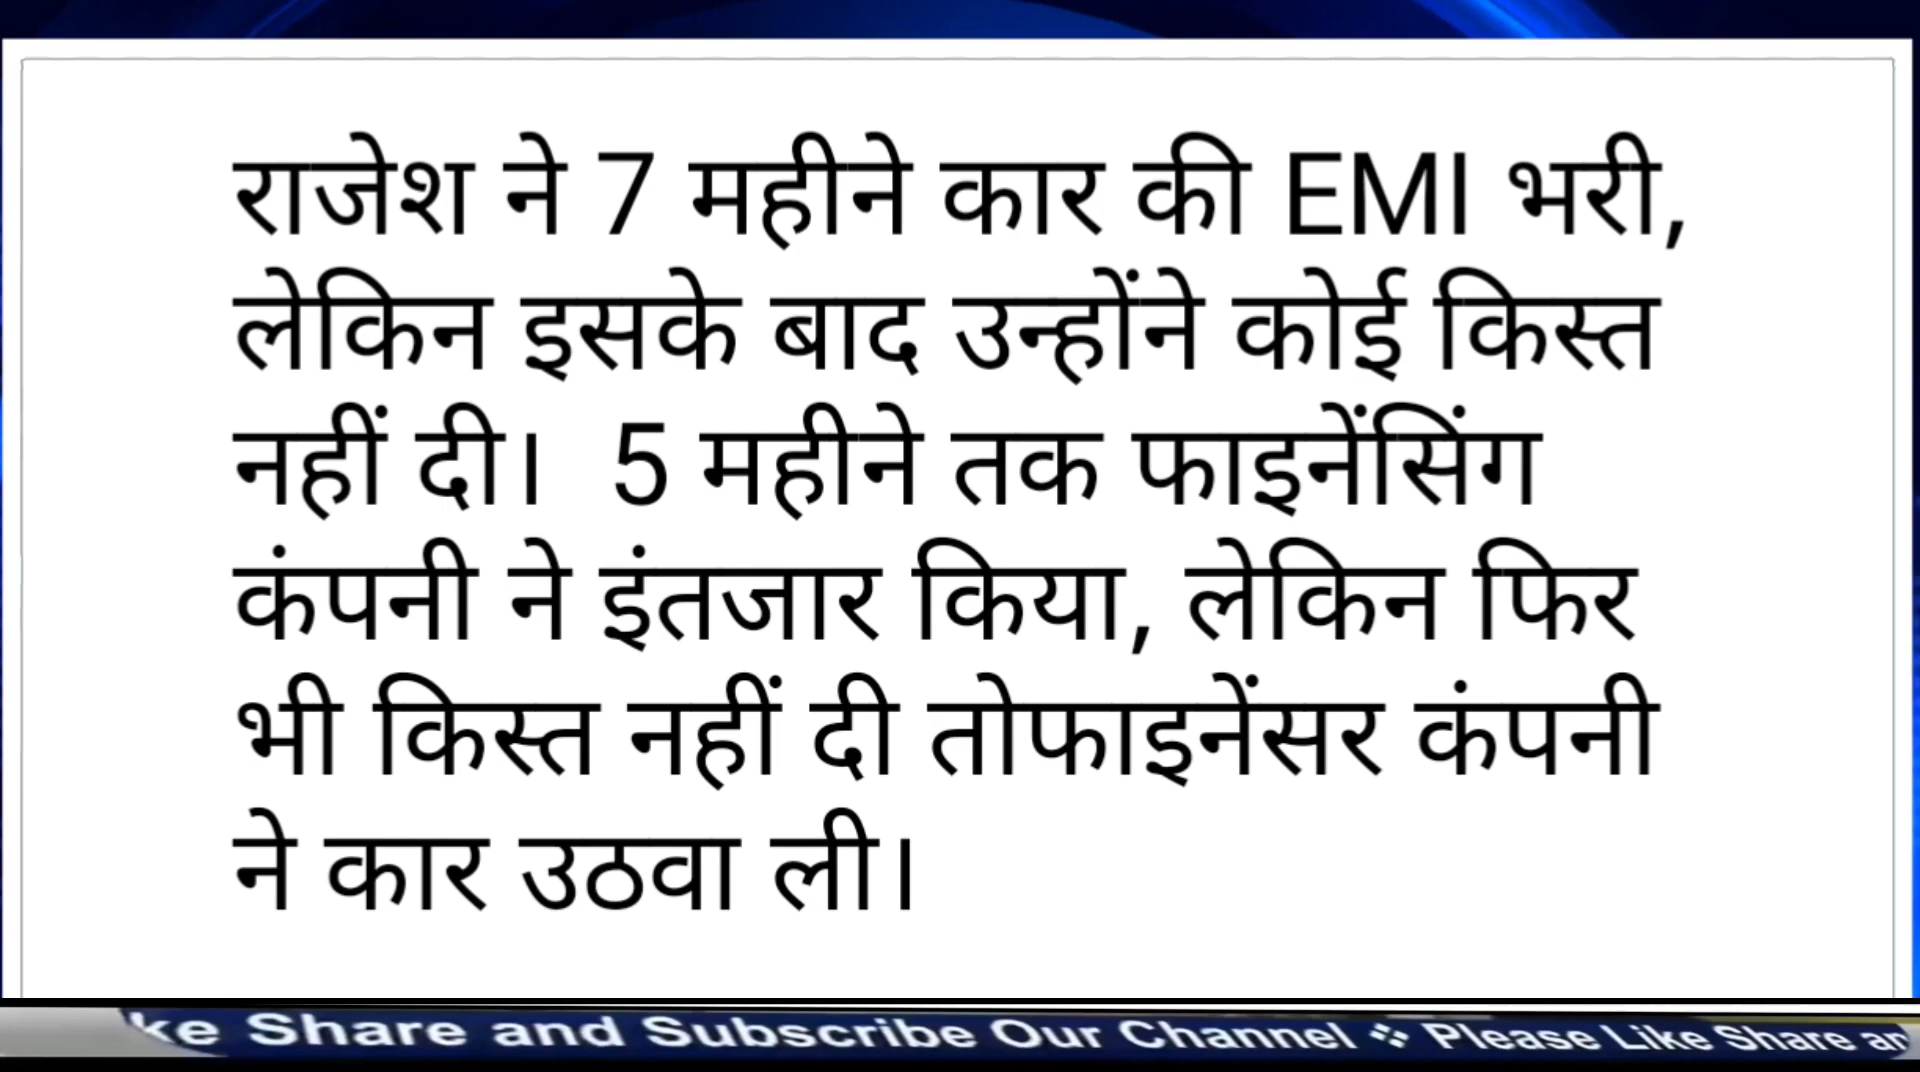 राजेश ने 7 महीने कार की EMI भरी,
लेकिन इसके बाद उन्होंने कोई किस्त
नहीं दी। 5 महीने तक फाइनेंसिंग
कंपनी ने इंतजार किया, लेकिन फिर
भी किस्त नहीं दी तोफाइनेंसर कंपनी
ने कार उठवा ली।
ke Share and Subscribe Our Channel ❖ Please Like Share an